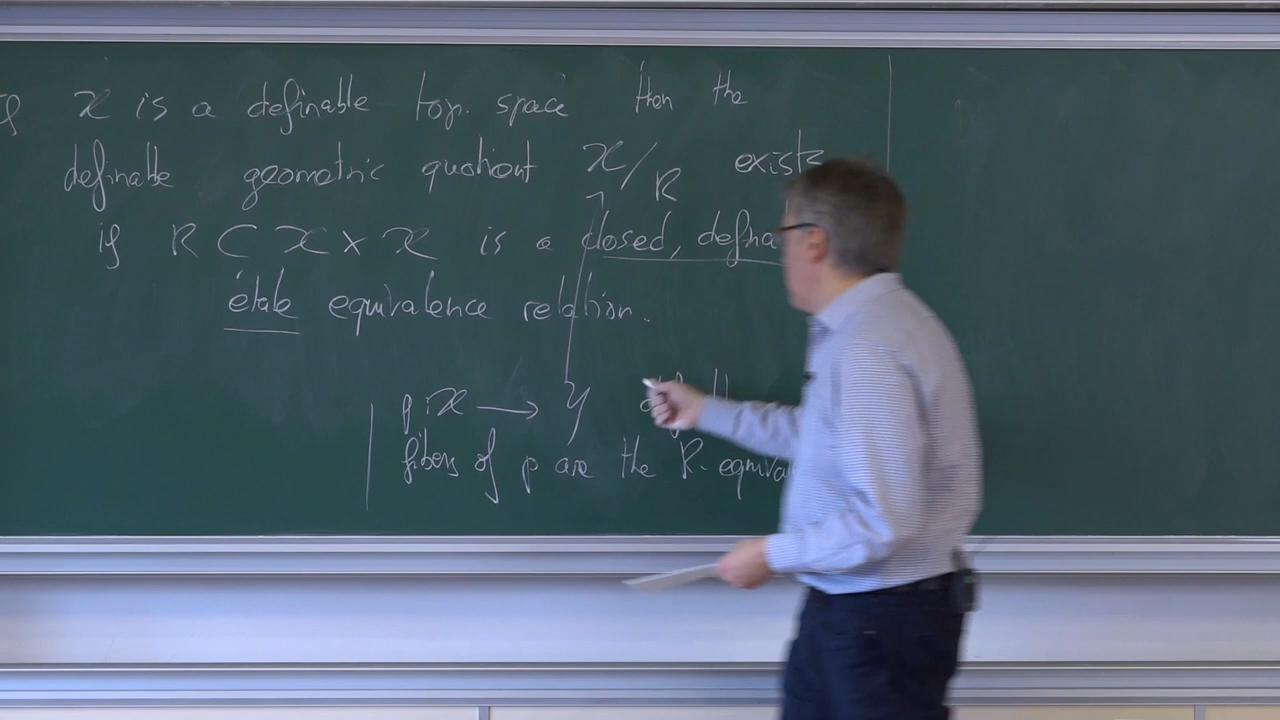 𝒳 is a definable top. space then the
definable geometric quotient 𝒳/R exists
if R ⊂ 𝒳 × 𝒳 is a closed, defina
étale equivalence relation.
p: 𝒳 ⟶ 𝒴
fibers of p are the R-equiva